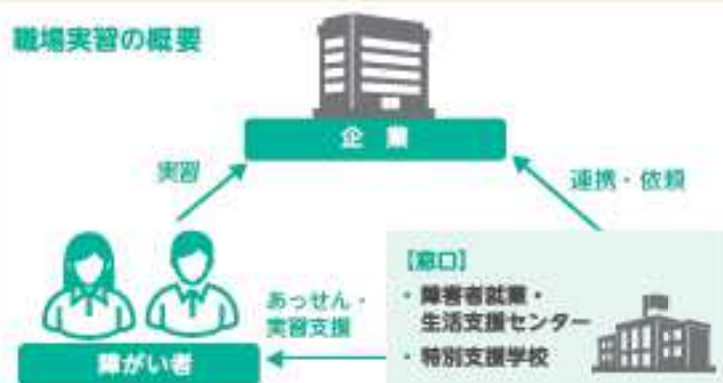 職場実習の概要
企業
実習
連携・依頼
【窓口】
・障害者就業・
生活支援センター
・特別支援学校
あっせん・
実習支援
障がい者